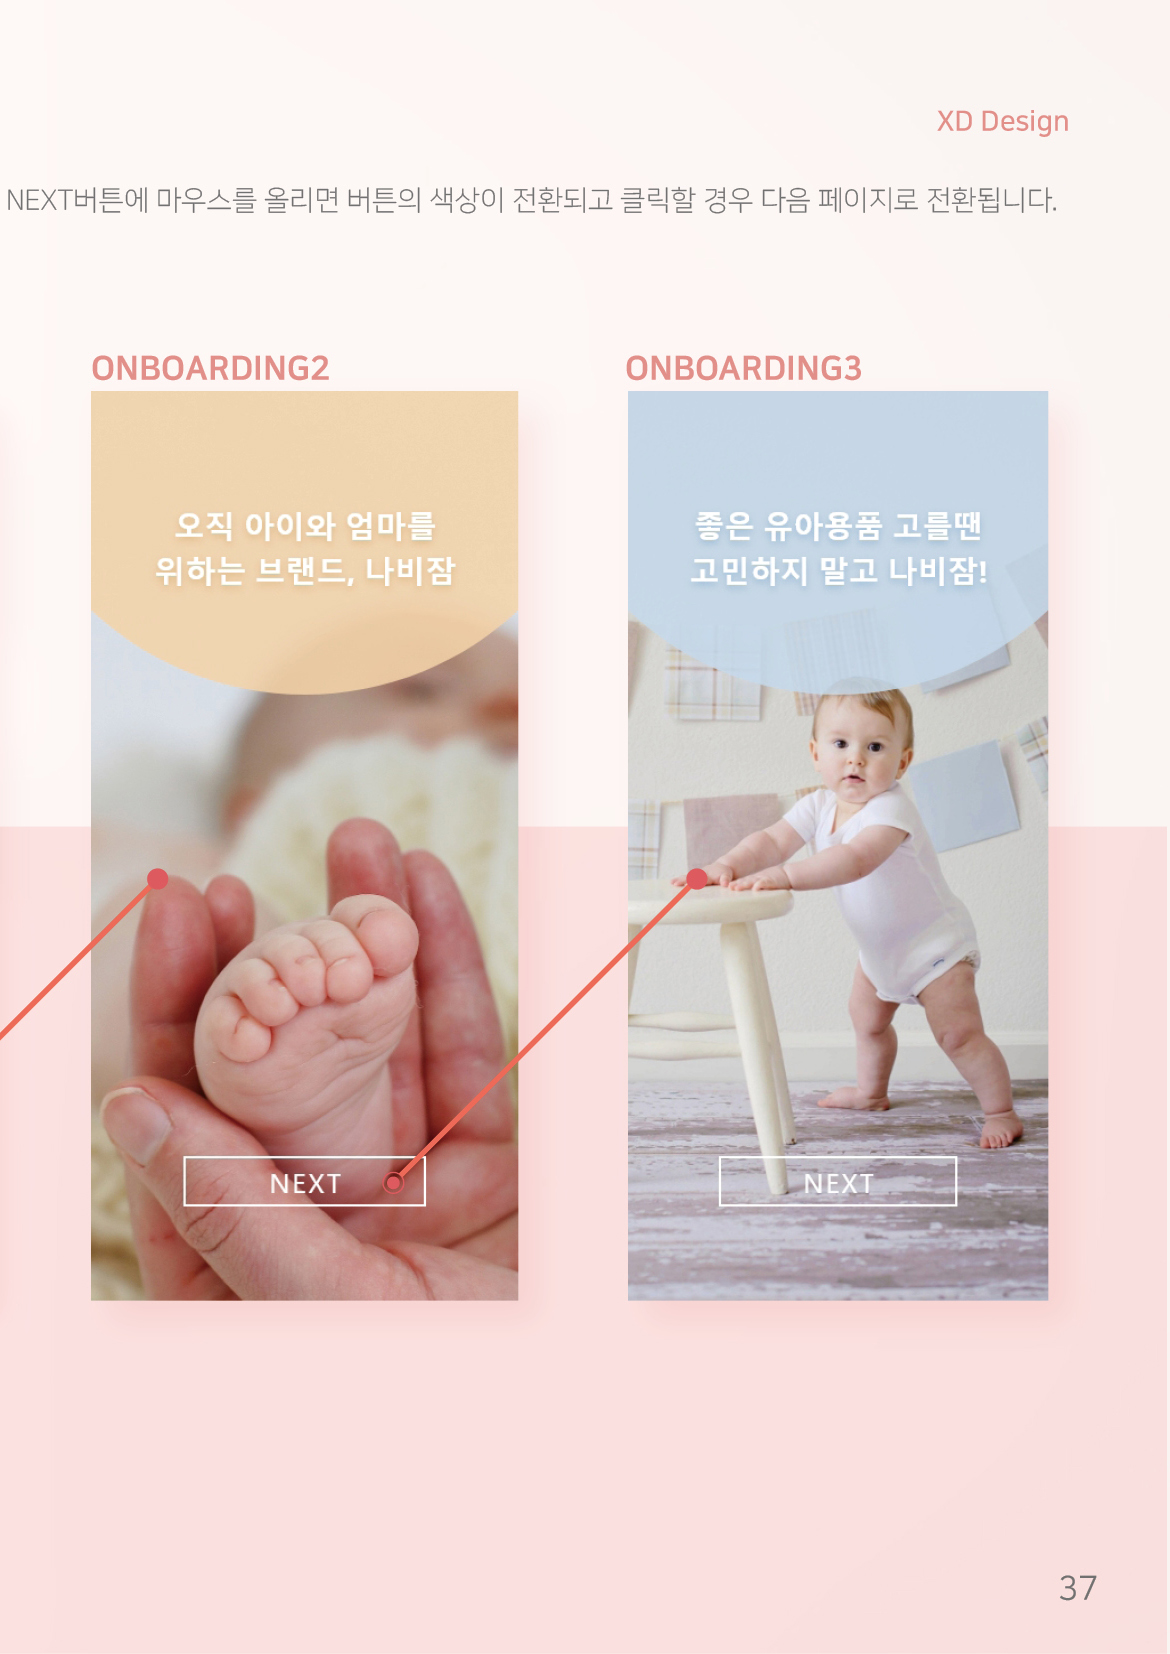 XD Design
NEXT버튼에 마우스를 올리면 버튼의 색상이 전환되고 클릭할 경우 다음 페이지로 전환됩니다.
ONBOARDING2
오직 아이와 엄마를
위하는 브랜드, 나비잠
NEXT
ONBOARDING3
좋은 유아용품 고를땐
고민하지 말고 나비잠!
NEXT
37